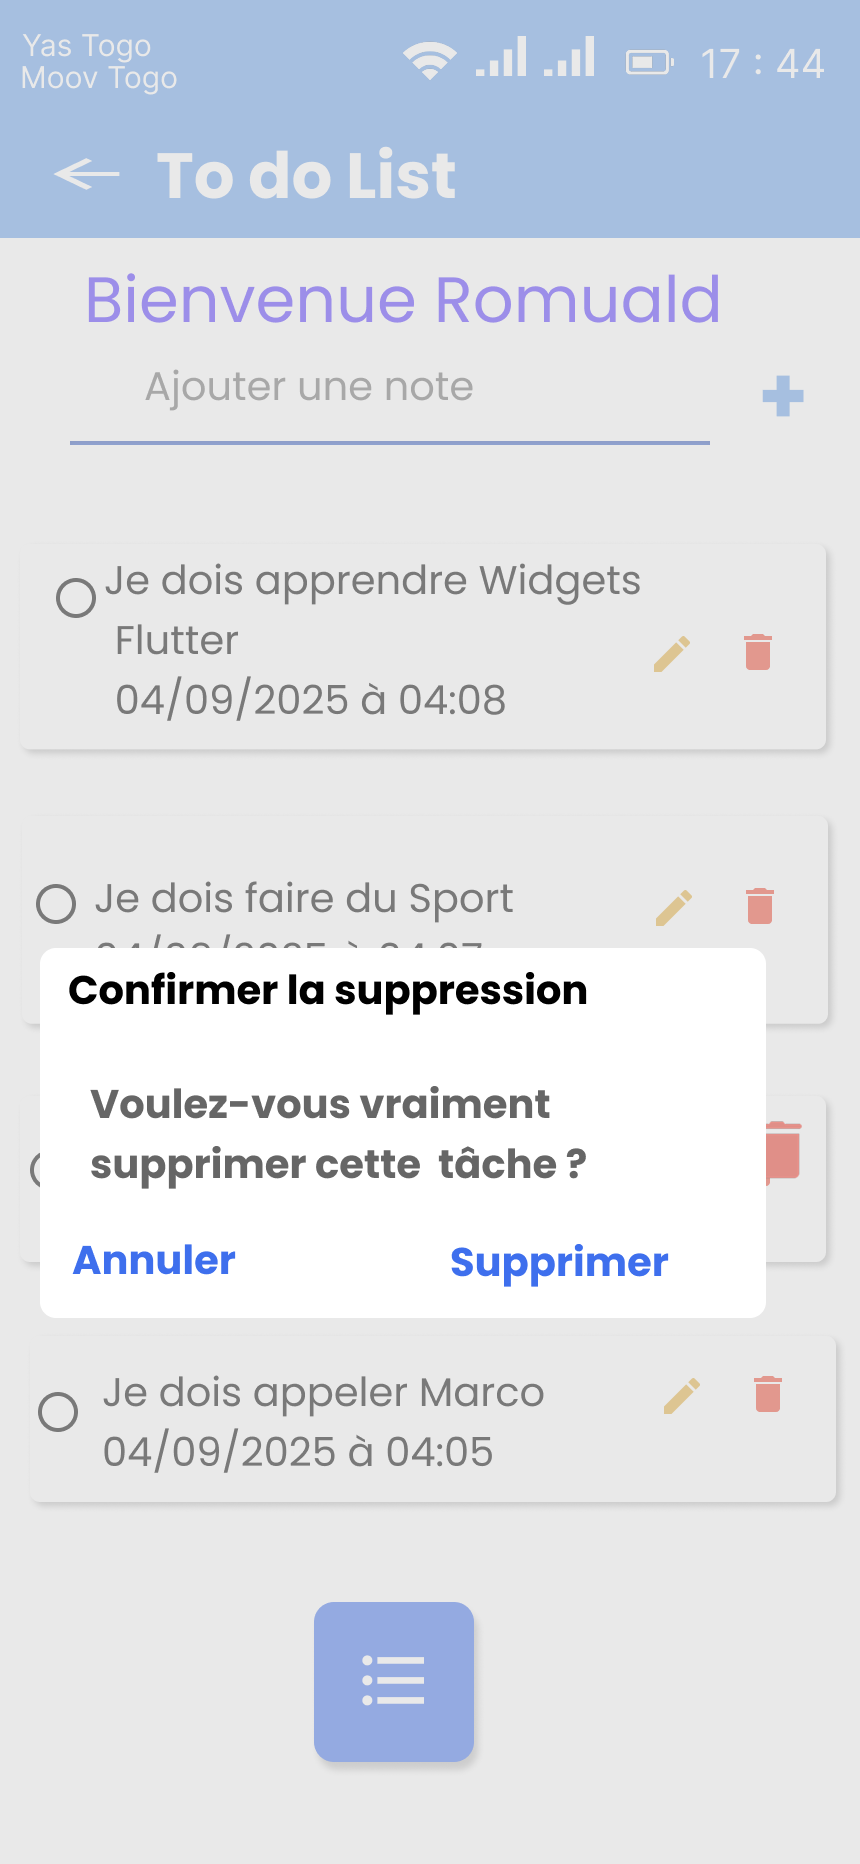 Yas Togo
Moov Togo
17 : 44
To do List
Bienvenue Romuald
Ajouter une note
Je dois apprendre Widgets
Flutter
04/09/2025 à 04:08
Je dois faire du Sport
Confirmer la suppression
Voulez-vous vraiment
supprimer cette tâche ?
Annuler
Supprimer
Je dois appeler Marco
04/09/2025 à 04:05